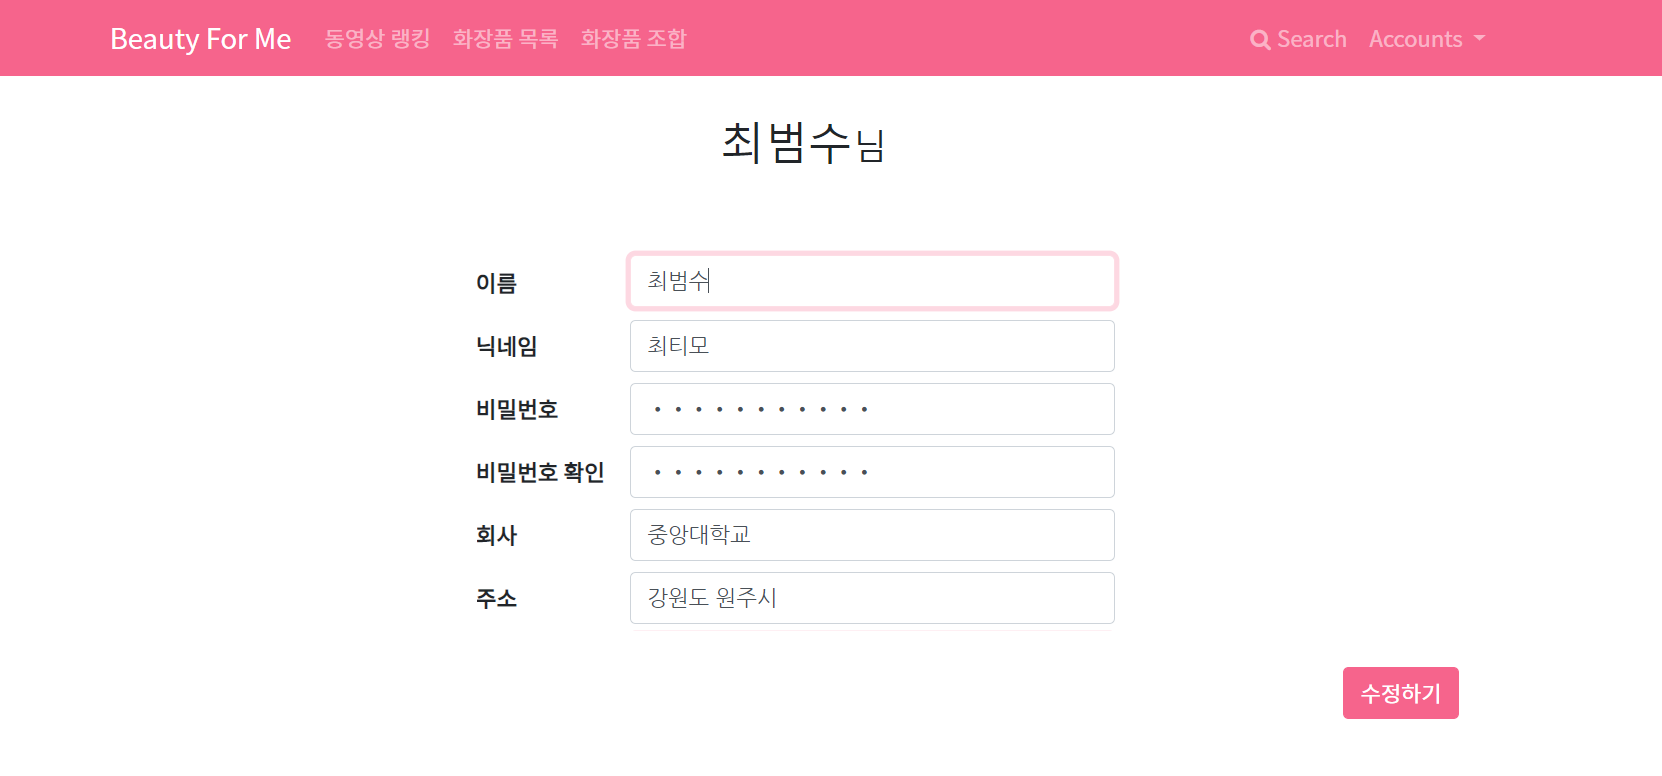 Beauty For Me 동영상 랭킹 화장품 목록 화장품 조합 Search Accounts
최범수님
이름 최범수
닉네임 최티모
비밀번호 ···········
비밀번호 확인 ···········
회사 중앙대학교
주소 강원도 원주시
수정하기